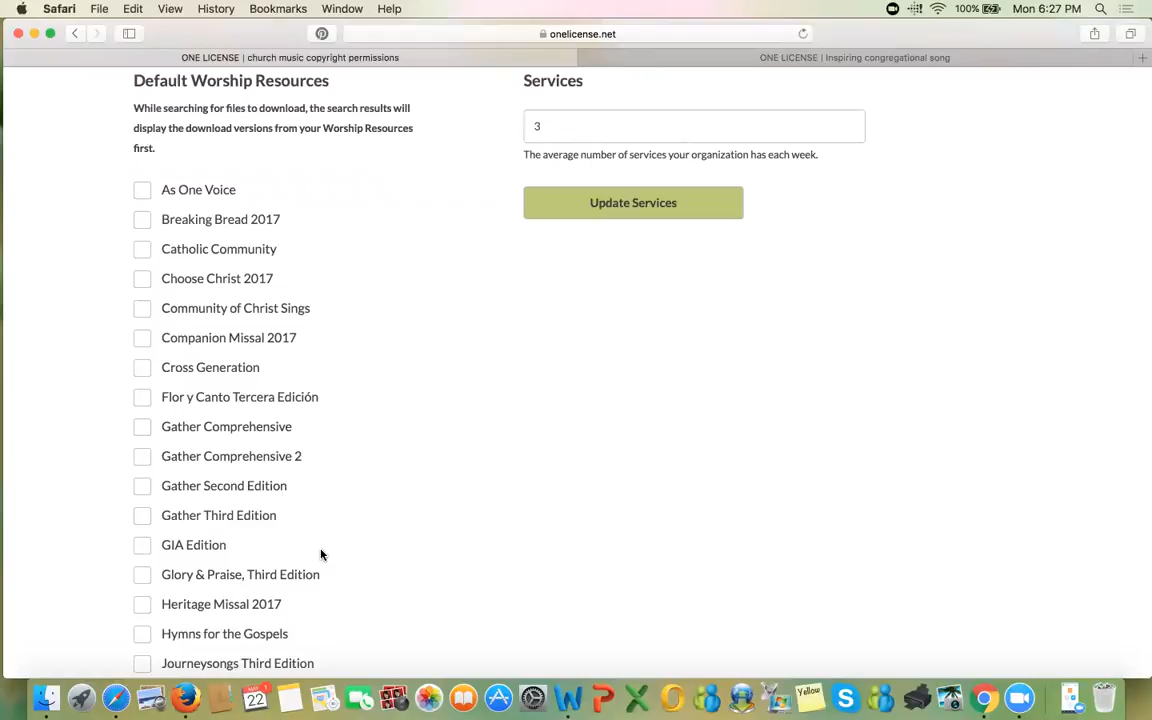 Safari File Edit View History Bookmarks Window Help 100% Mon 6:27 PM
onelicense.net
ONE LICENSE | church music copyright permissions
ONE LICENSE | Inspiring congregational song
Default Worship Resources
While searching for files to download, the search results will
display the download versions from your Worship Resources
first.
As One Voice
Breaking Bread 2017
Catholic Community
Choose Christ 2017
Community of Christ Sings
Companion Missal 2017
Cross Generation
Flor y Canto Tercera Edición
Gather Comprehensive
Gather Comprehensive 2
Gather Second Edition
Gather Third Edition
GIA Edition
Glory & Praise, Third Edition
Heritage Missal 2017
Hymns for the Gospels
Journeysongs Third Edition
Services
3
The average number of services your organization has each week.
Update Services
MAY
22
Yellow